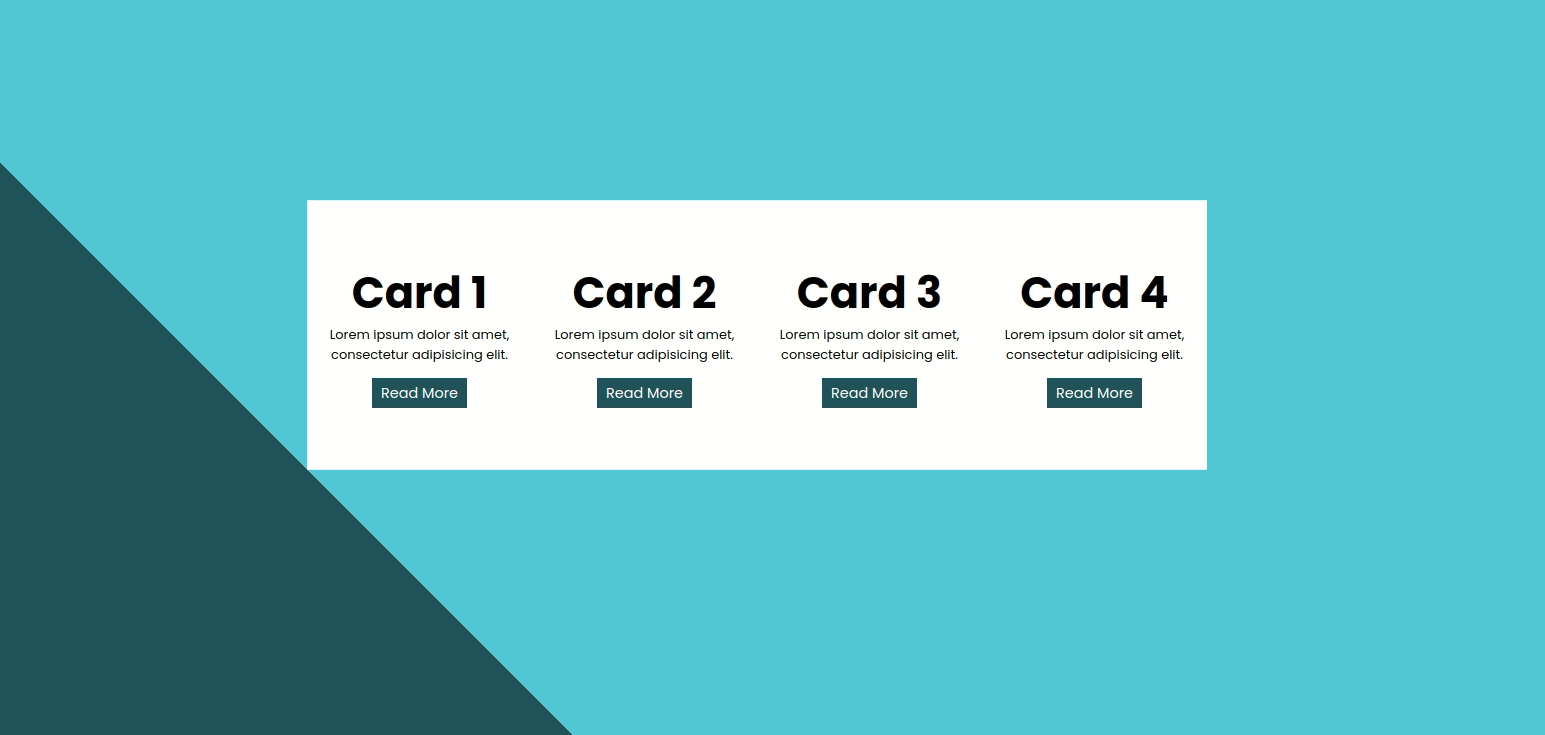 Card 1
Lorem ipsum dolor sit amet,
consectetur adipisicing elit.
Read More
Card 2
Lorem ipsum dolor sit amet,
consectetur adipisicing elit.
Read More
Card 3
Lorem ipsum dolor sit amet,
consectetur adipisicing elit.
Read More
Card 4
Lorem ipsum dolor sit amet,
consectetur adipisicing elit.
Read More